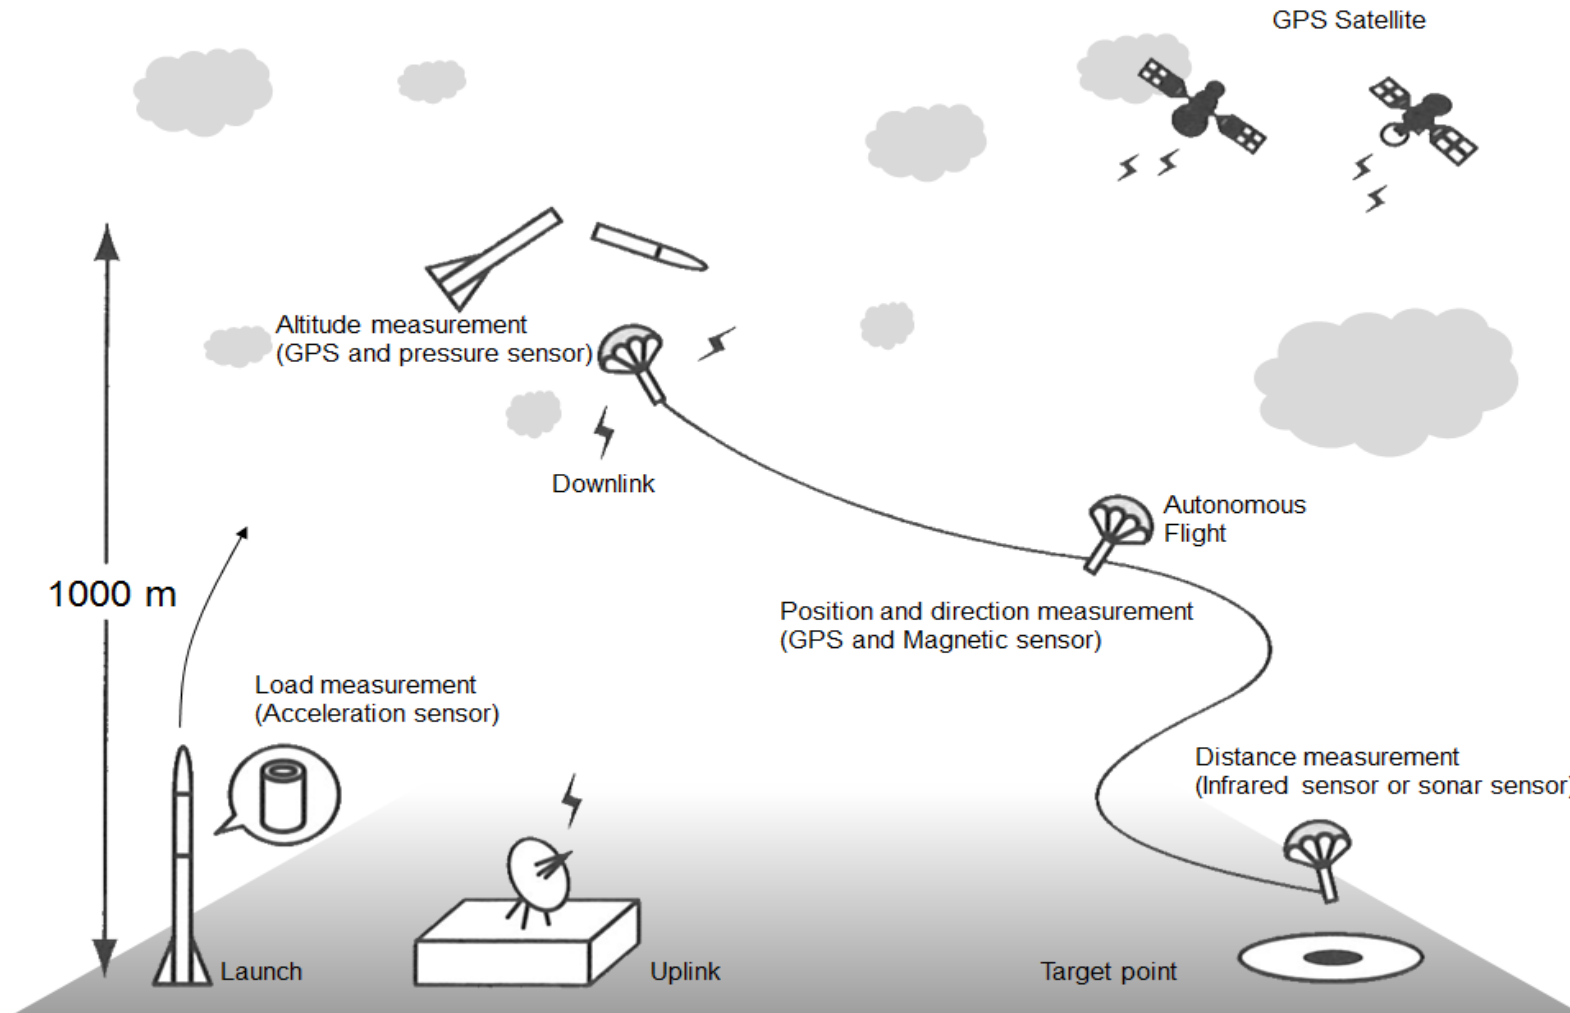 GPS Satellite
Altitude measurement
(GPS and pressure sensor)
Downlink
Autonomous
Flight
1000 m
Position and direction measurement
(GPS and Magnetic sensor)
Load measurement
(Acceleration sensor)
Distance measurement
(Infrared sensor or sonar sensor)
Launch
Uplink
Target point